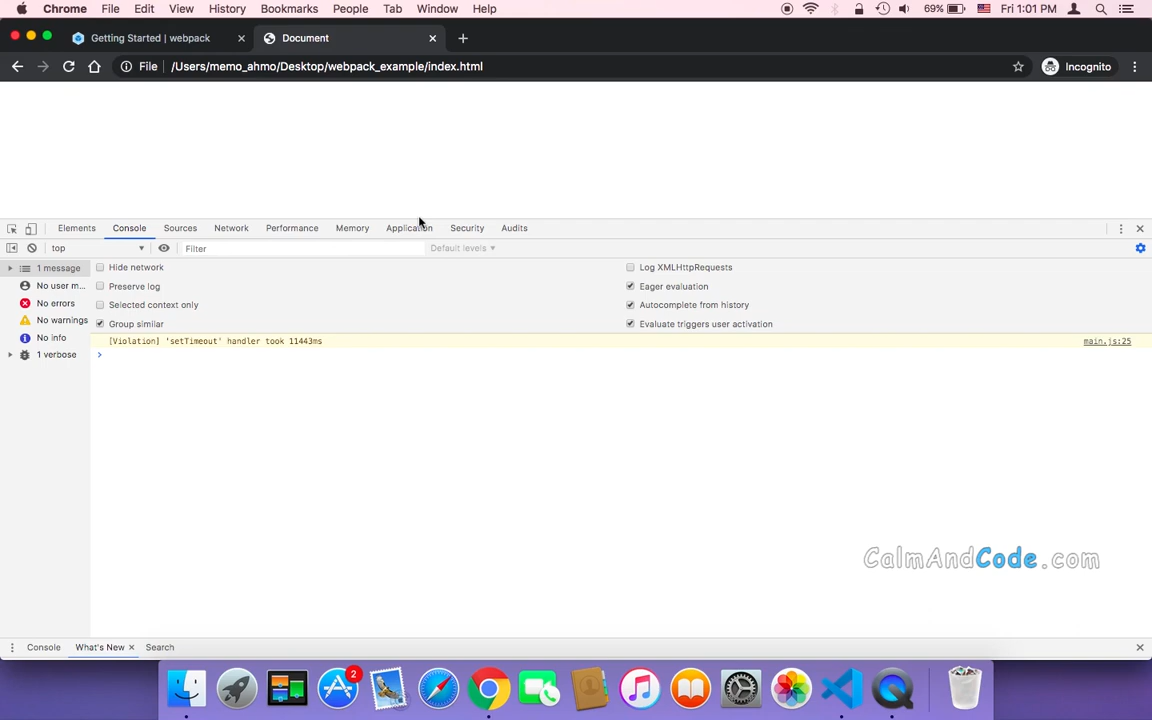 Chrome File Edit View History Bookmarks People Tab Window Help 69% Fri 1:01 PM
Getting Started | webpack Document
File /Users/memo_ahmo/Desktop/webpack_example/index.html Incognito
Elements Console Sources Network Performance Memory Application Security Audits
top Filter Default levels
1 message Hide network Log XMLHttpRequests
No user m... Preserve log Eager evaluation
No errors Selected context only Autocomplete from history
No warnings Group similar Evaluate triggers user activation
No info [Violation] 'setTimeout' handler took 11443ms main.js:25
1 verbose
CalmAndCode.com
Console What's New Search
2